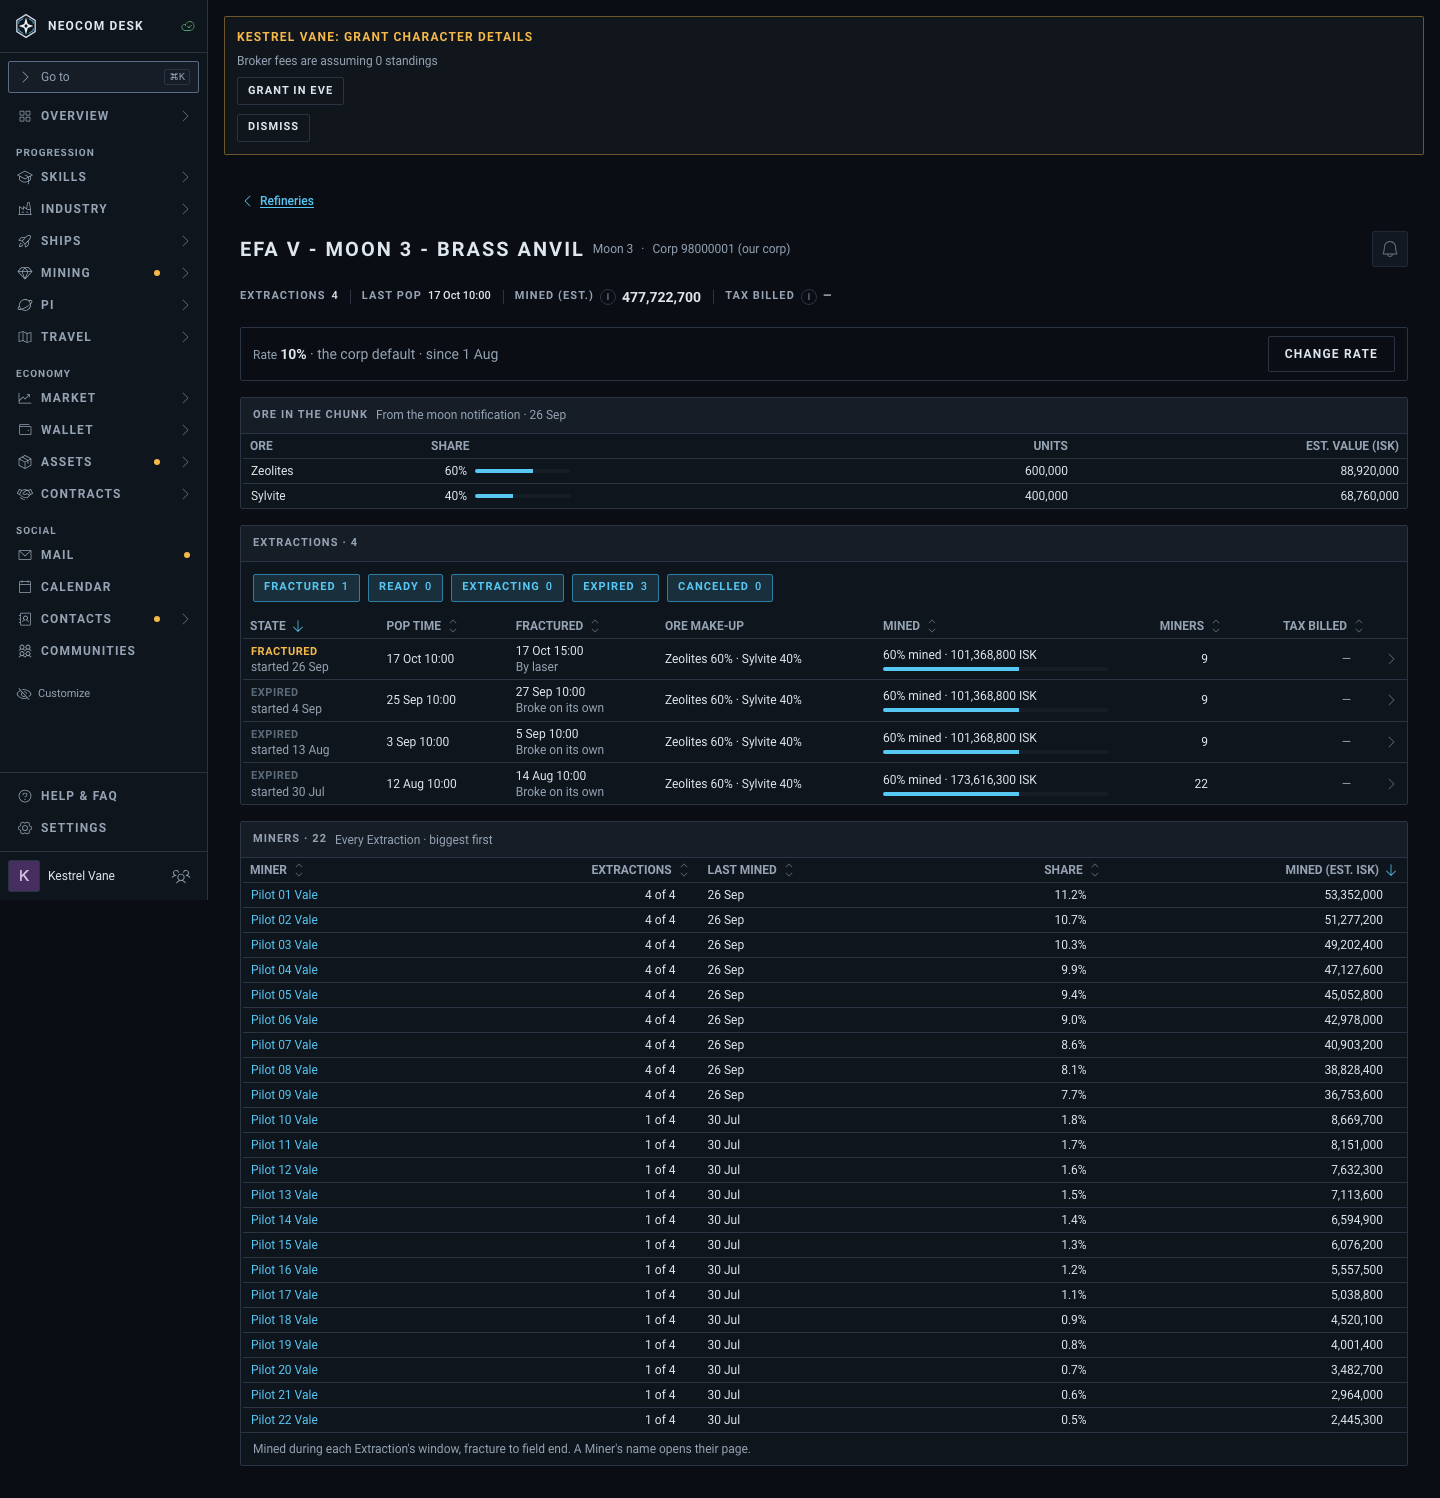 NEOCOM DESK
Go to ⌘K
OVERVIEW
PROGRESSION
SKILLS
INDUSTRY
SHIPS
MINING
PI
TRAVEL
ECONOMY
MARKET
WALLET
ASSETS
CONTRACTS
SOCIAL
MAIL
CALENDAR
CONTACTS
COMMUNITIES
Customize
HELP & FAQ
SETTINGS
K Kestrel Vane
KESTREL VANE: GRANT CHARACTER DETAILS
Broker fees are assuming 0 standings
GRANT IN EVE
DISMISS
Refineries
EFA V - MOON 3 - BRASS ANVIL Moon 3 · Corp 98000001 (our corp)
EXTRACTIONS 4 LAST POP 17 Oct 10:00 MINED (EST.) 477,722,700 TAX BILLED –
Rate 10% · the corp default · since 1 Aug CHANGE RATE
ORE IN THE CHUNK From the moon notification · 26 Sep
ORE SHARE UNITS EST. VALUE (ISK)
Zeolites 60% 600,000 88,920,000
Sylvite 40% 400,000 68,760,000
EXTRACTIONS · 4
FRACTURED 1 READY 0 EXTRACTING 0 EXPIRED 3 CANCELLED 0
STATE POP TIME FRACTURED ORE MAKE-UP MINED MINERS TAX BILLED
FRACTURED
started 26 Sep 17 Oct 10:00 17 Oct 15:00
By laser Zeolites 60% · Sylvite 40% 60% mined · 101,368,800 ISK 9 –
EXPIRED
started 4 Sep 25 Sep 10:00 27 Sep 10:00
Broke on its own Zeolites 60% · Sylvite 40% 60% mined · 101,368,800 ISK 9 –
EXPIRED
started 13 Aug 3 Sep 10:00 5 Sep 10:00
Broke on its own Zeolites 60% · Sylvite 40% 60% mined · 101,368,800 ISK 9 –
EXPIRED
started 30 Jul 12 Aug 10:00 14 Aug 10:00
Broke on its own Zeolites 60% · Sylvite 40% 60% mined · 173,616,300 ISK 22 –
MINERS · 22 Every Extraction · biggest first
MINER EXTRACTIONS LAST MINED SHARE MINED (EST. ISK)
Pilot 01 Vale 4 of 4 26 Sep 11.2% 53,352,000
Pilot 02 Vale 4 of 4 26 Sep 10.7% 51,277,200
Pilot 03 Vale 4 of 4 26 Sep 10.3% 49,202,400
Pilot 04 Vale 4 of 4 26 Sep 9.9% 47,127,600
Pilot 05 Vale 4 of 4 26 Sep 9.4% 45,052,800
Pilot 06 Vale 4 of 4 26 Sep 9.0% 42,978,000
Pilot 07 Vale 4 of 4 26 Sep 8.6% 40,903,200
Pilot 08 Vale 4 of 4 26 Sep 8.1% 38,828,400
Pilot 09 Vale 4 of 4 26 Sep 7.7% 36,753,600
Pilot 10 Vale 1 of 4 30 Jul 1.8% 8,669,700
Pilot 11 Vale 1 of 4 30 Jul 1.7% 8,151,000
Pilot 12 Vale 1 of 4 30 Jul 1.6% 7,632,300
Pilot 13 Vale 1 of 4 30 Jul 1.5% 7,113,600
Pilot 14 Vale 1 of 4 30 Jul 1.4% 6,594,900
Pilot 15 Vale 1 of 4 30 Jul 1.3% 6,076,200
Pilot 16 Vale 1 of 4 30 Jul 1.2% 5,557,500
Pilot 17 Vale 1 of 4 30 Jul 1.1% 5,038,800
Pilot 18 Vale 1 of 4 30 Jul 0.9% 4,520,100
Pilot 19 Vale 1 of 4 30 Jul 0.8% 4,001,400
Pilot 20 Vale 1 of 4 30 Jul 0.7% 3,482,700
Pilot 21 Vale 1 of 4 30 Jul 0.6% 2,964,000
Pilot 22 Vale 1 of 4 30 Jul 0.5% 2,445,300
Mined during each Extraction's window, fracture to field end. A Miner's name opens their page.